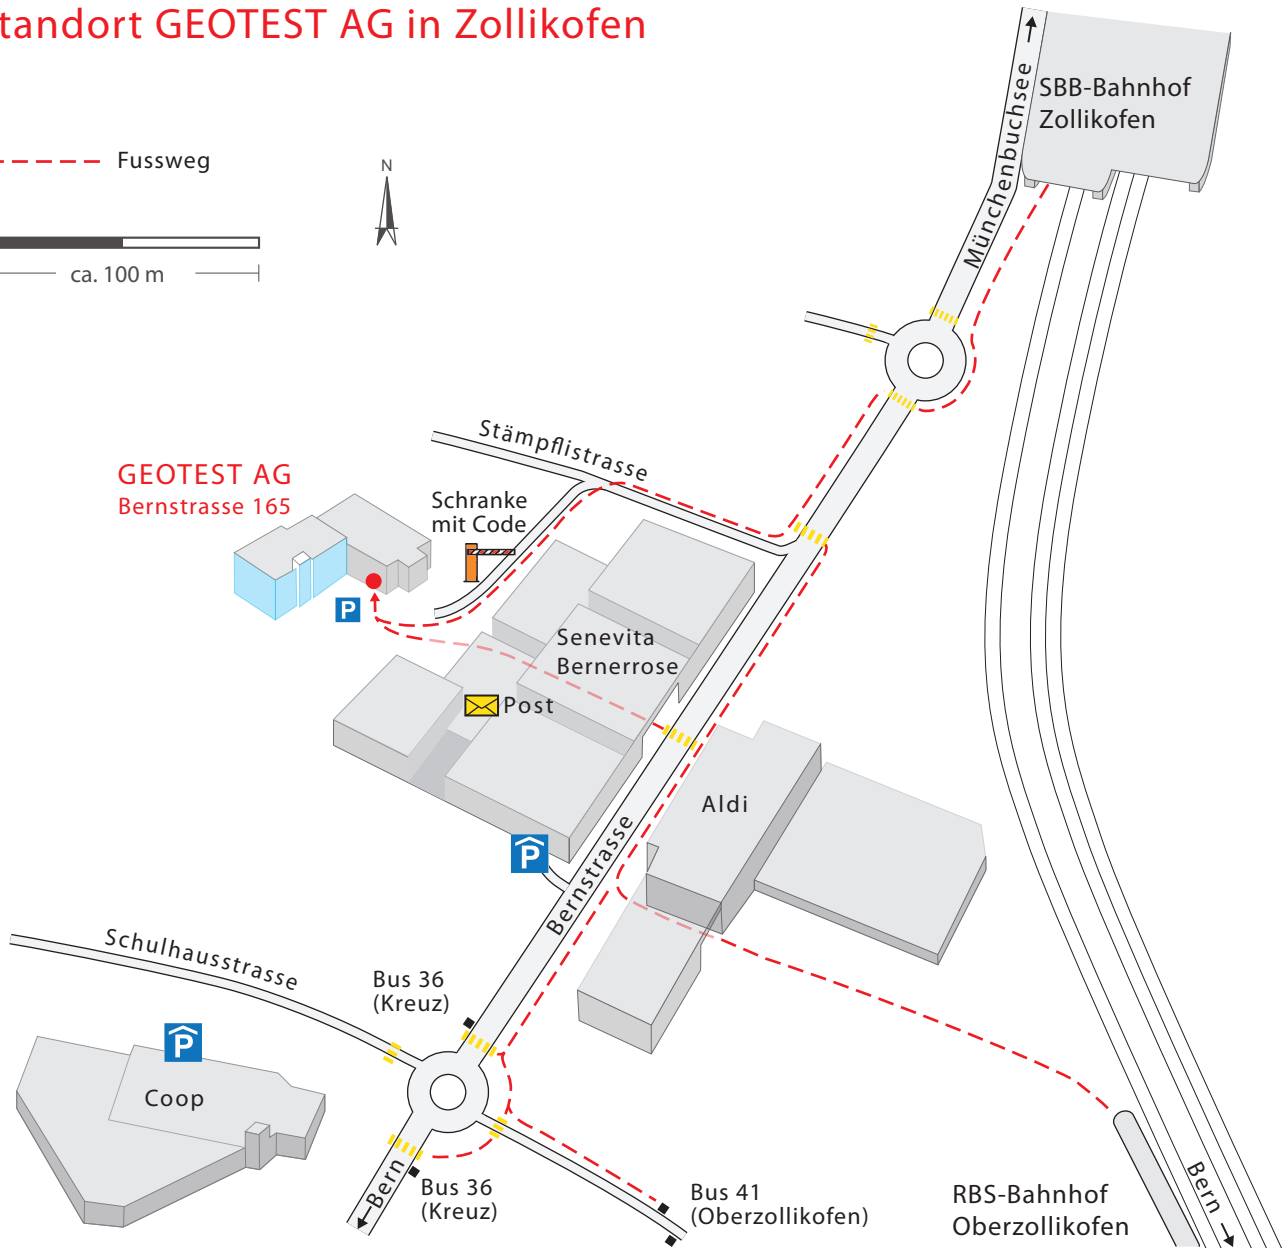 tandort GEOTEST AG in Zollikofen
SBB-Bahnhof
Zollikofen
Münchenbuchsee
Fussweg
N
ca. 100 m
Stämpflistrasse
GEOTEST AG
Bernstrasse 165
Schranke
mit Code
P
Senevita
Bernerrose
Post
Aldi
P
Bernstrasse
Schulhausstrasse
Bus 36
(Kreuz)
P
Coop
Bern
Bus 36
(Kreuz)
Bus 41
(Oberzollikofen)
RBS-Bahnhof
Oberzollikofen
Bern